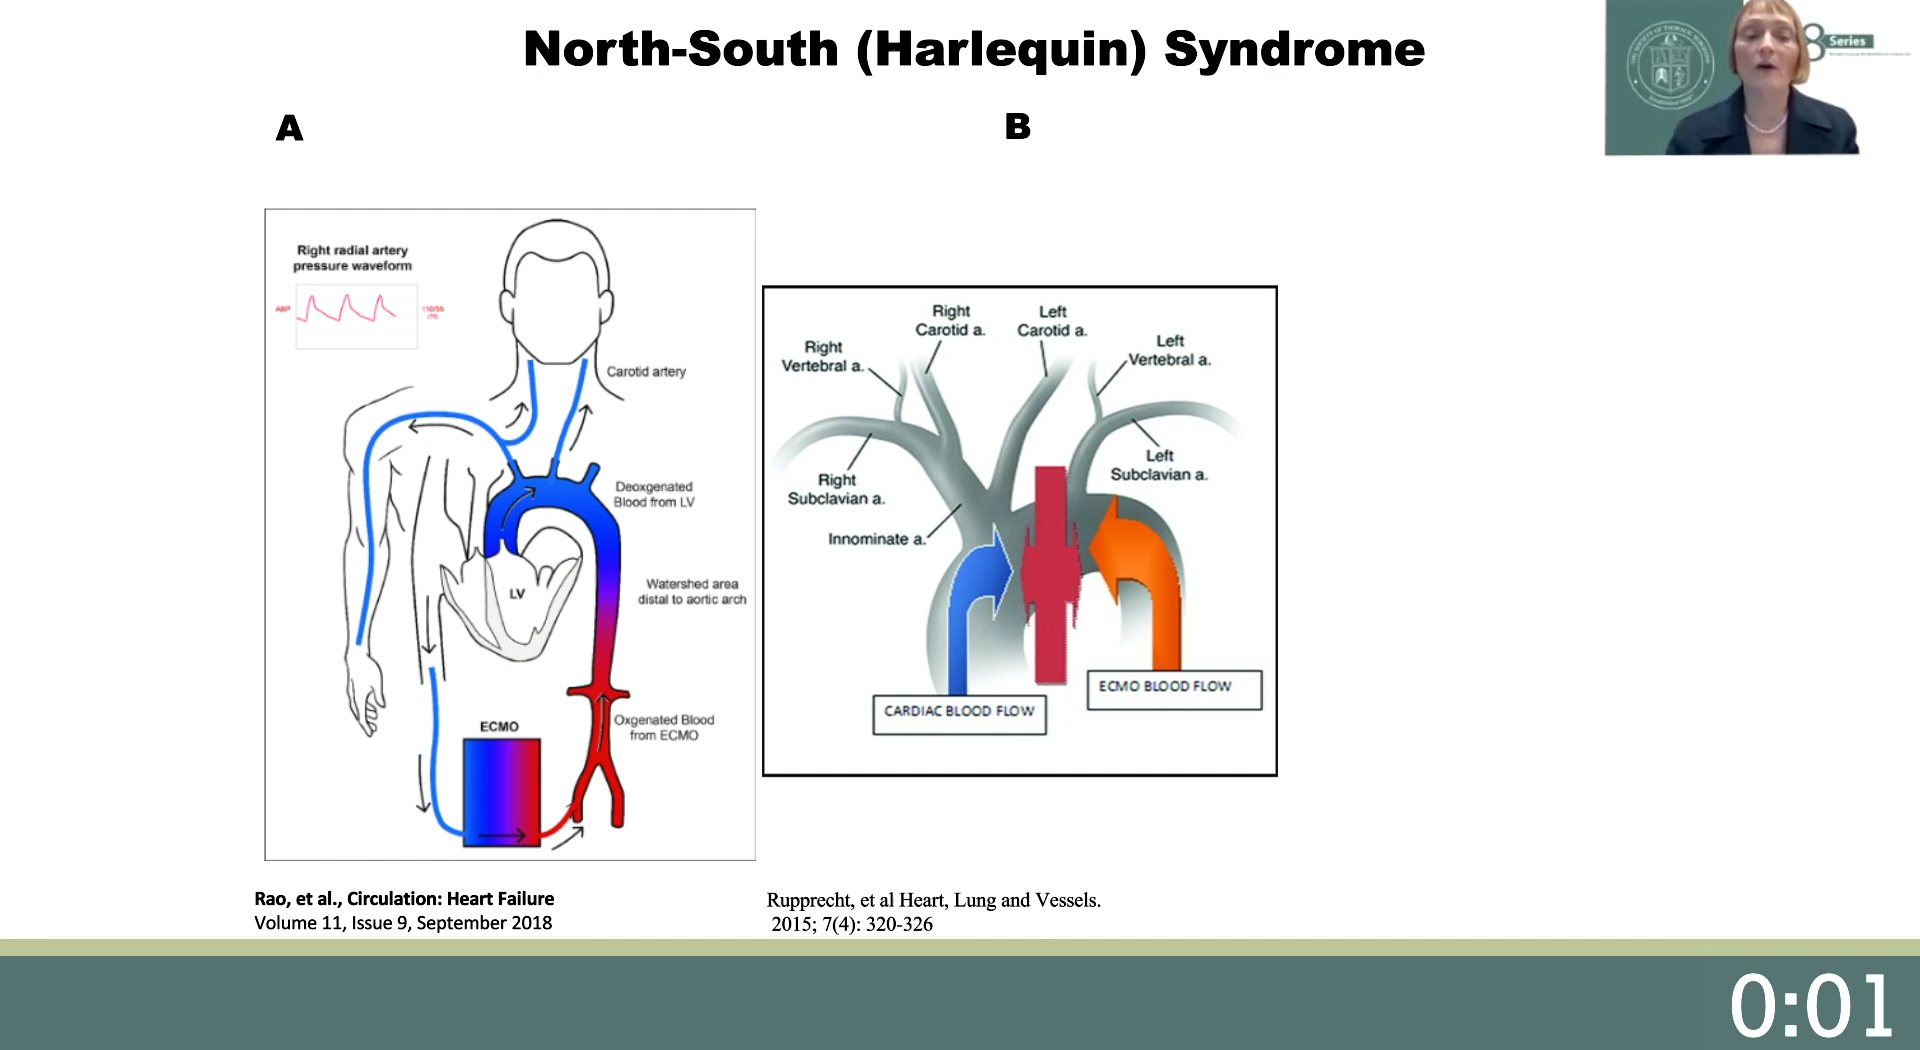 North-South (Harlequin) Syndrome
Series
A
B
Right radial artery
pressure waveform
ABP
110/55
(73)
Carotid artery
Deoxgenated
Blood from LV
LV
Watershed area
distal to aortic arch
ECMO
Oxgenated Blood
from ECMO
Right
Carotid a.
Left
Carotid a.
Right
Vertebral a.
Left
Vertebral a.
Right
Subclavian a.
Left
Subclavian a.
Innominate a.
CARDIAC BLOOD FLOW
ECMO BLOOD FLOW
Rao, et al., Circulation: Heart Failure
Volume 11, Issue 9, September 2018
Rupprecht, et al Heart, Lung and Vessels.
2015; 7(4): 320-326
0:01